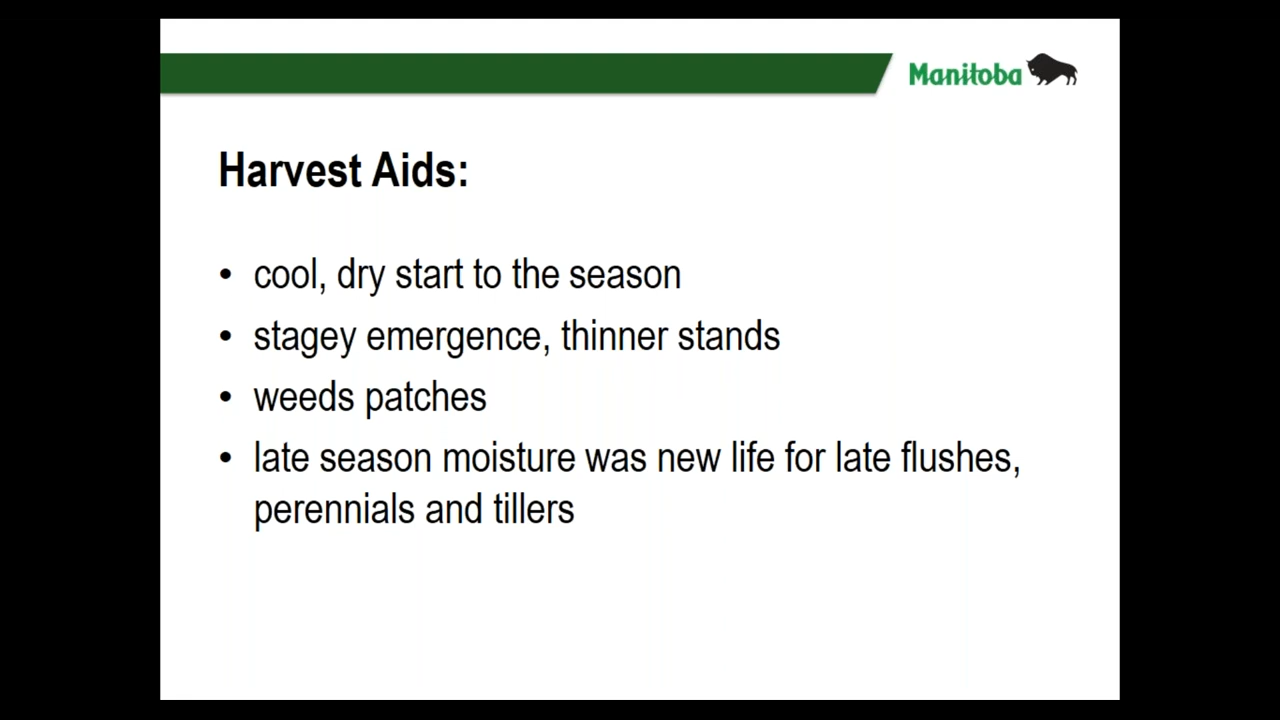 Manitoba
Harvest Aids:
• cool, dry start to the season
• stagey emergence, thinner stands
• weeds patches
• late season moisture was new life for late flushes,
perennials and tillers